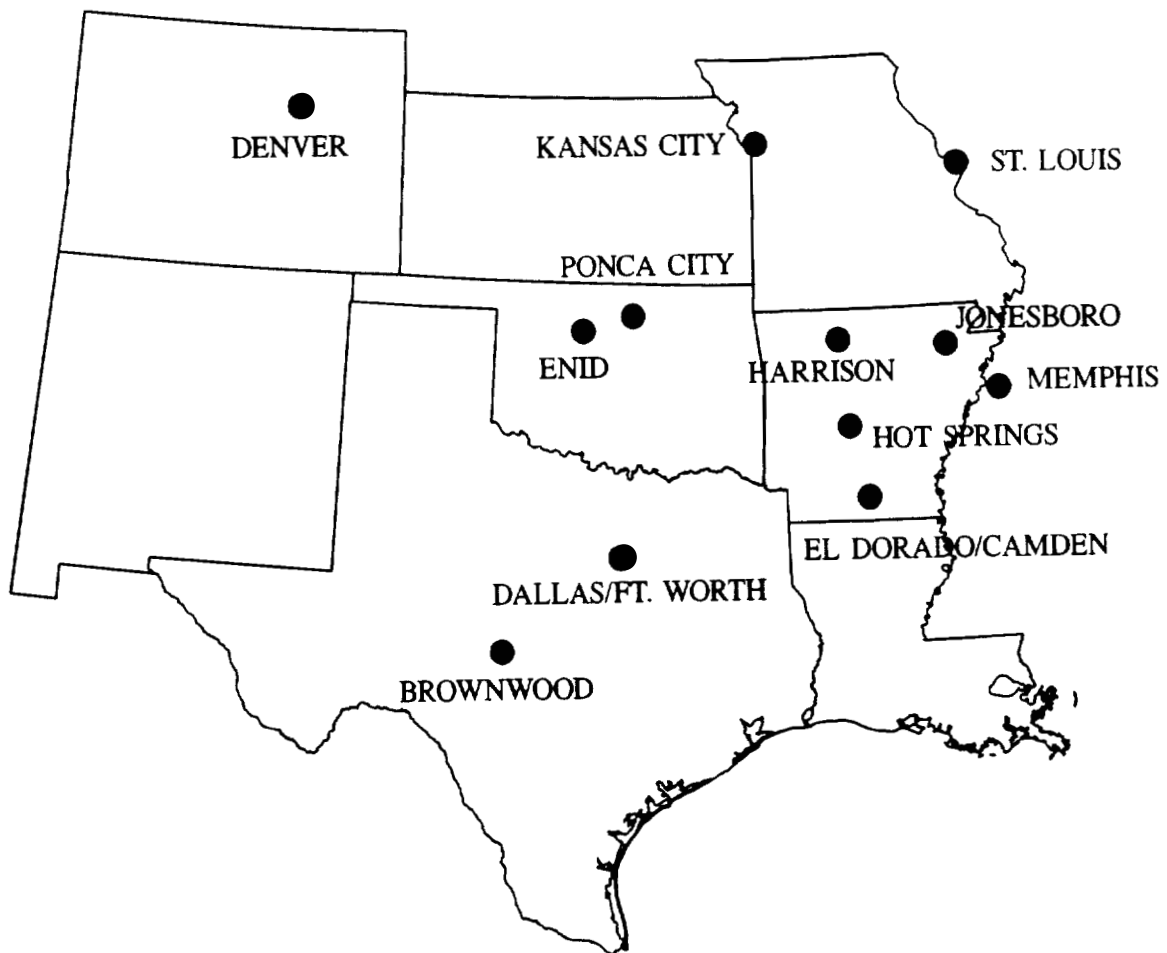 DENVER
KANSAS CITY
ST. LOUIS
PONCA CITY
JONESBORO
ENID
HARRISON
MEMPHIS
HOT SPRINGS
EL DORADO/CAMDEN
DALLAS/FT. WORTH
BROWNWOOD